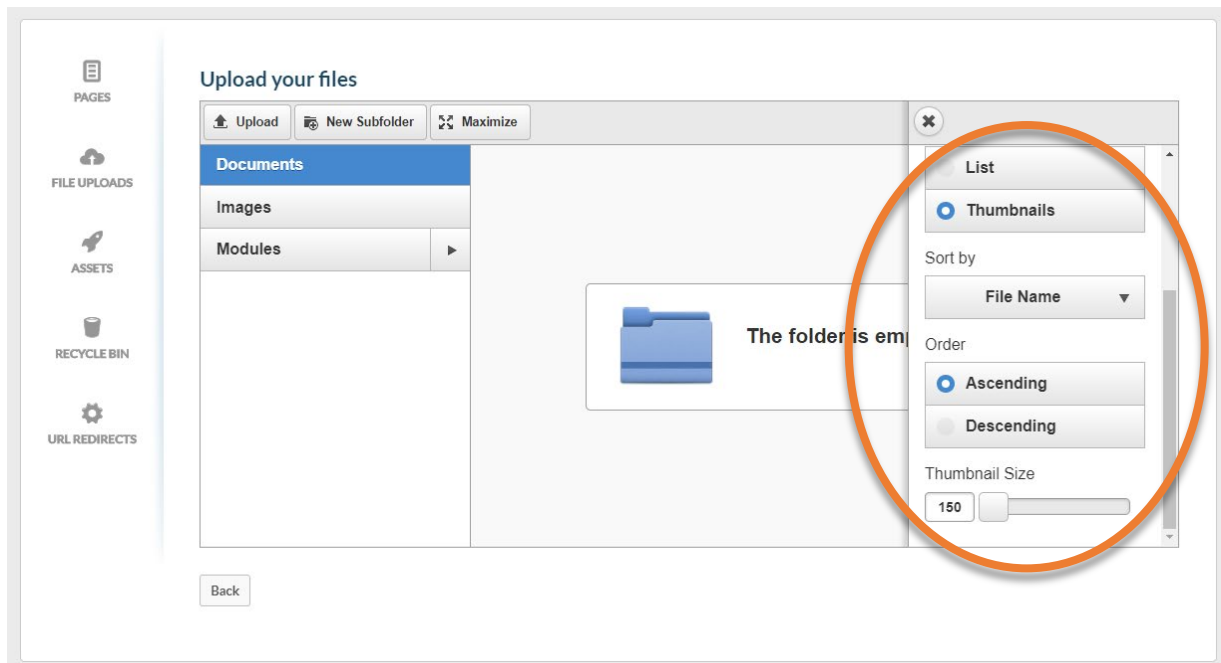 PAGES
FILE UPLOADS
ASSETS
RECYCLE BIN
URL REDIRECTS
Upload your files
Upload
New Subfolder
Maximize
Documents
Images
Modules
The folder is
List
Thumbnails
Sort by
File Name
Order
Ascending
Descending
Thumbnail Size
150
Back